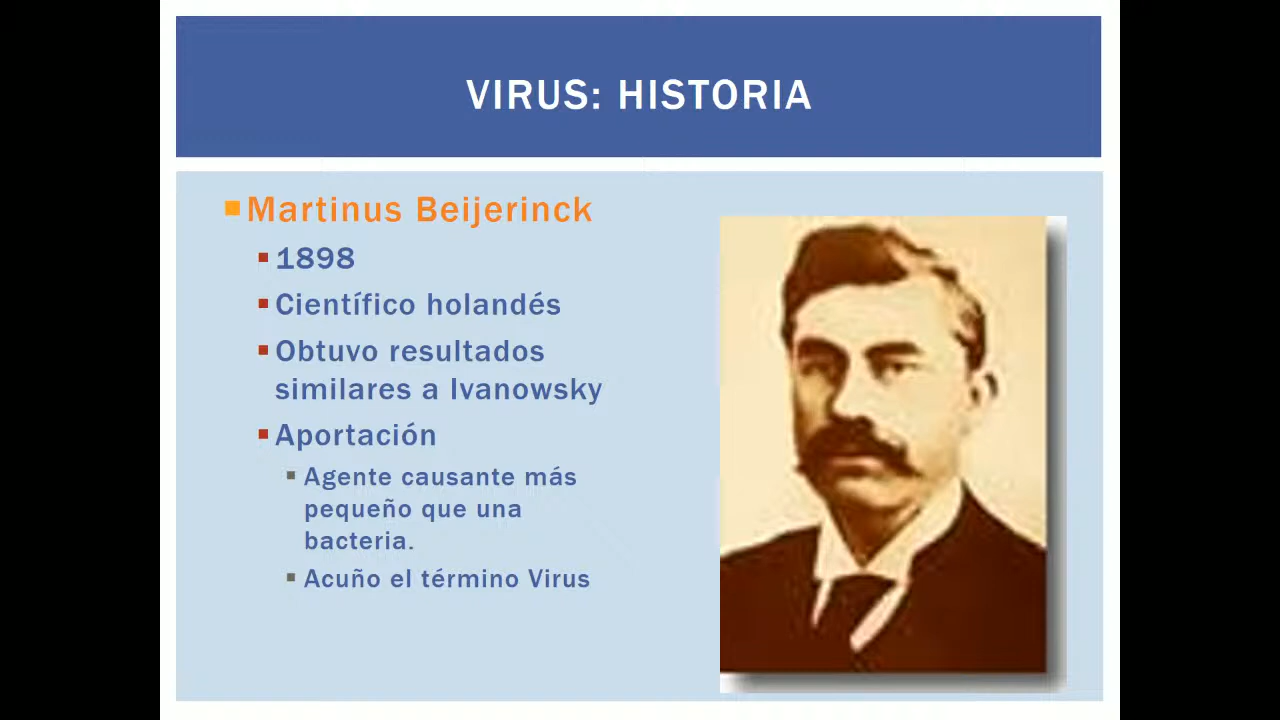 VIRUS: HISTORIA
Martinus Beijerinck
1898
Científico holandés
Obtuvo resultados
similares a Ivanowsky
Aportación
Agente causante más
pequeño que una
bacteria.
Acuño el término Virus